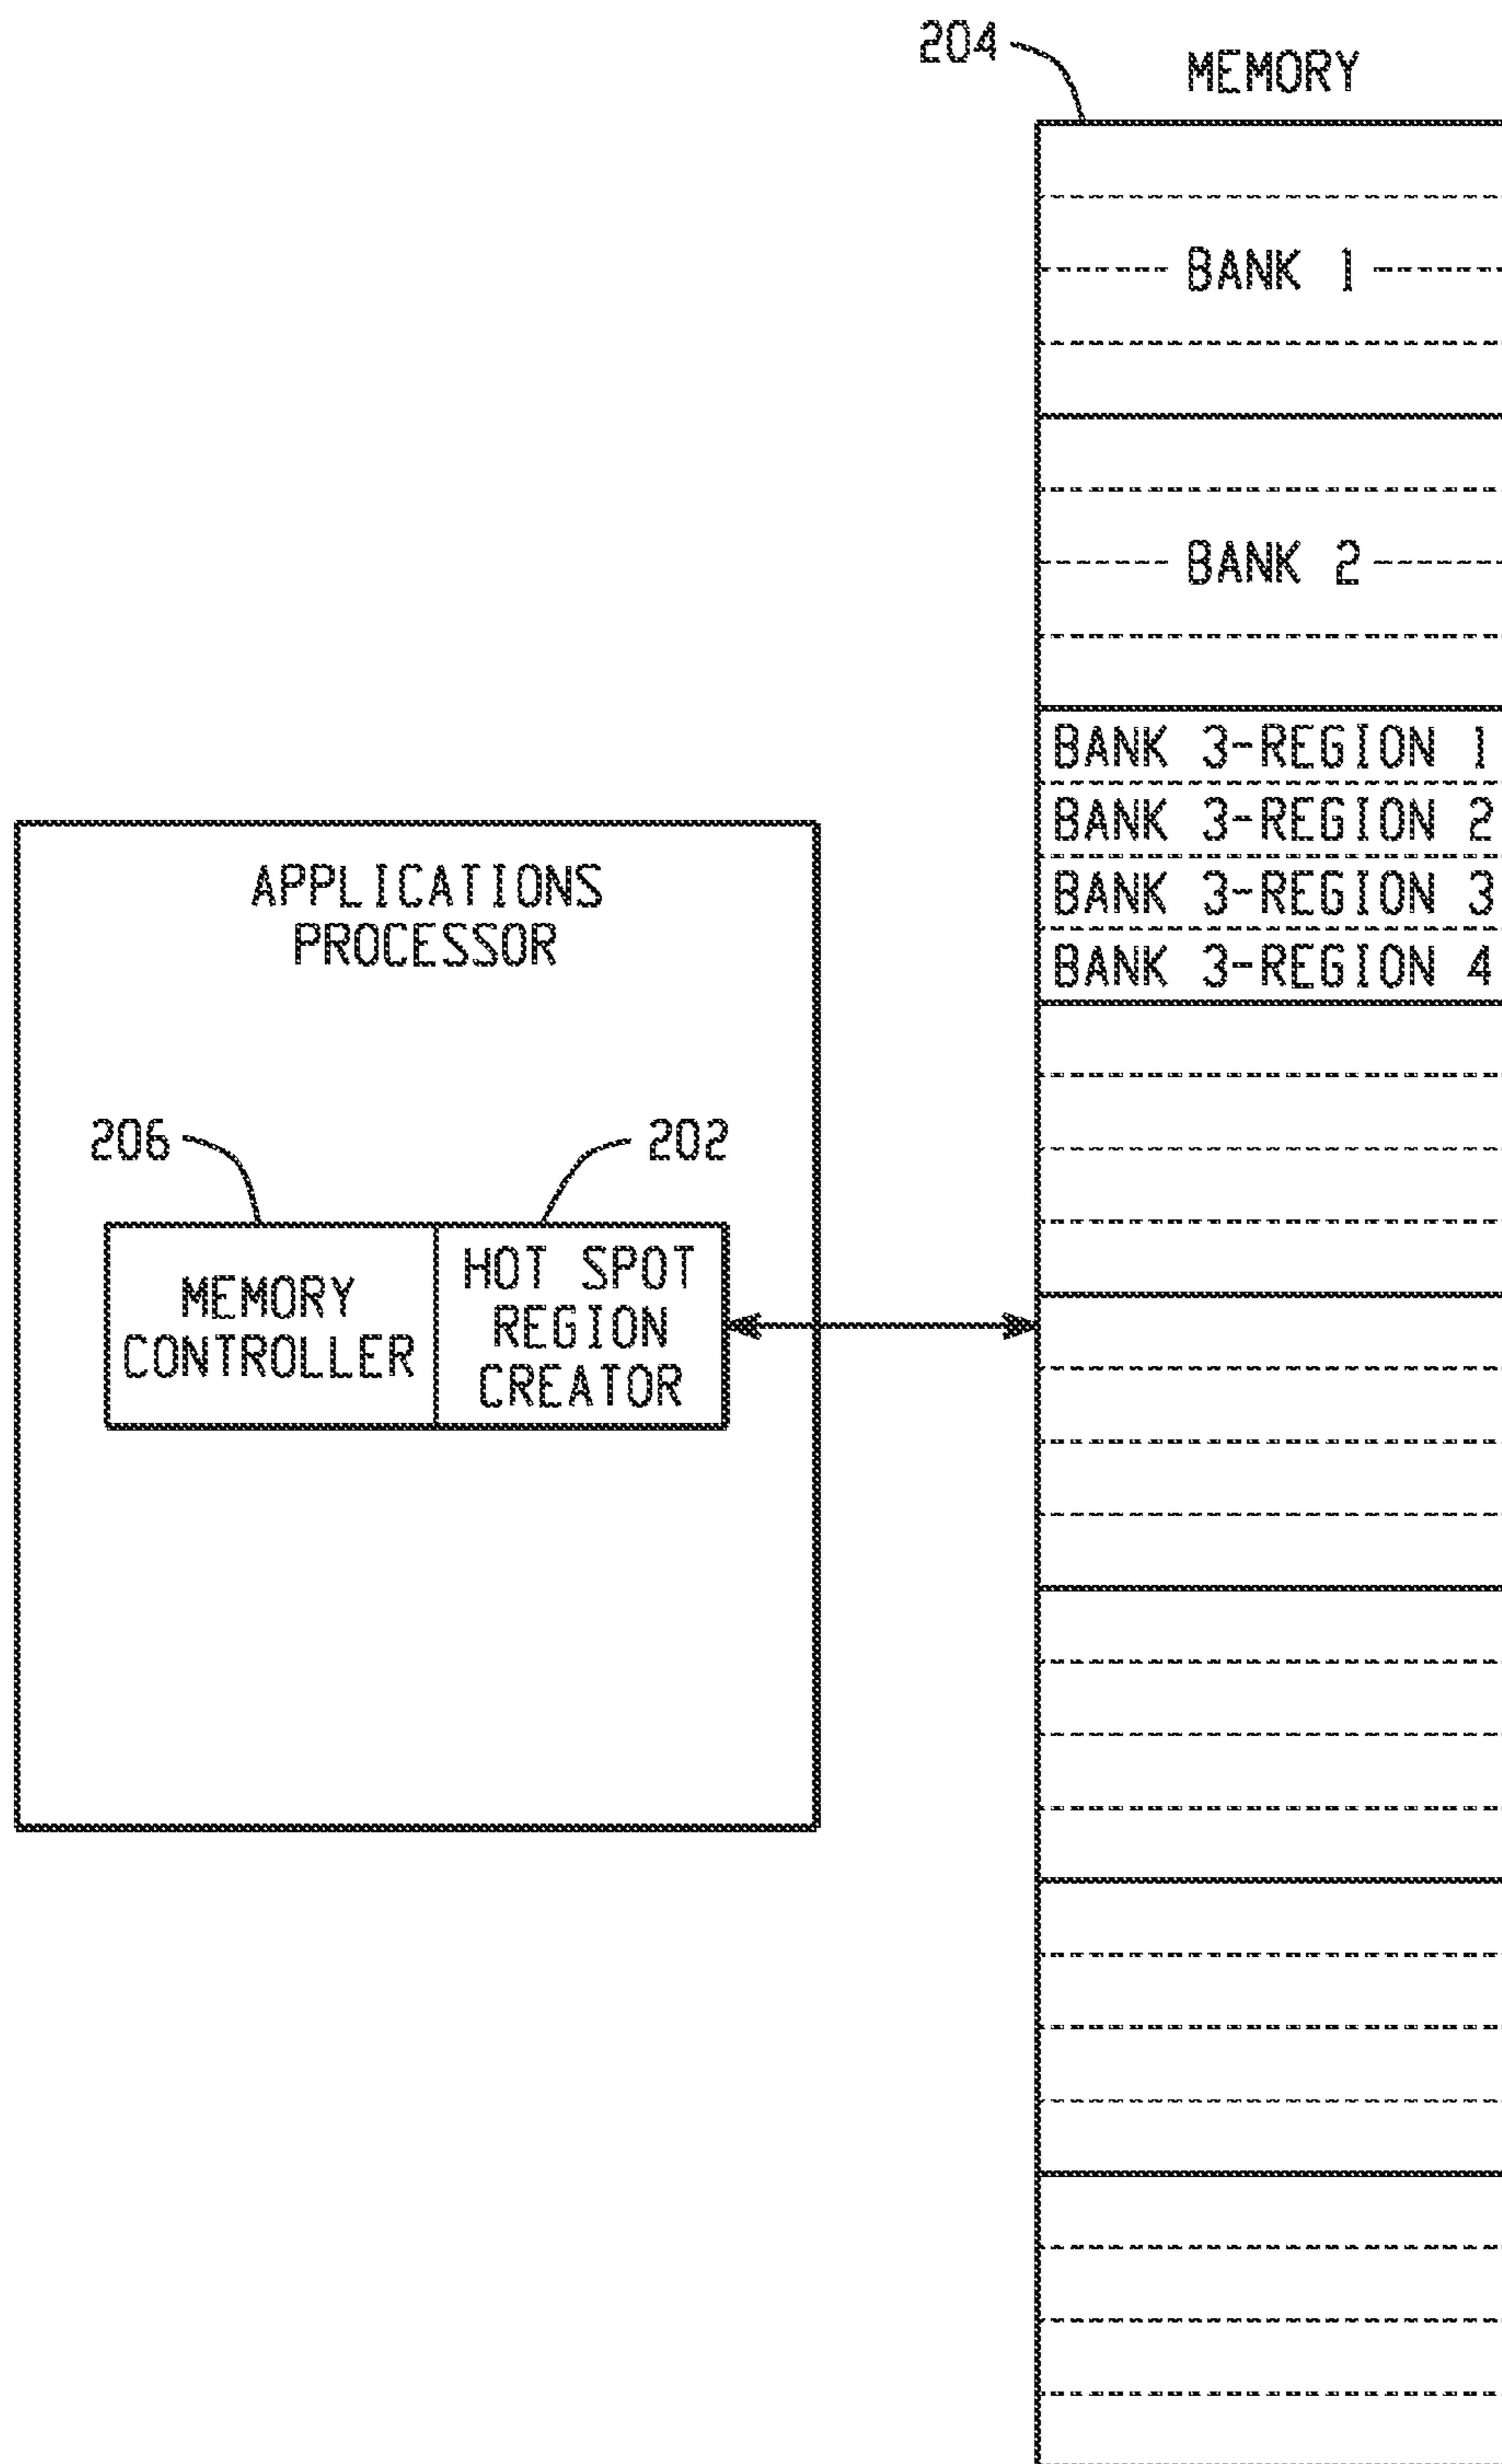 204
MEMORY
BANK 1
BANK 2
BANK 3-REGION 1
BANK 3-REGION 2
BANK 3-REGION 3
BANK 3-REGION 4
APPLICATIONS
PROCESSOR
206
202
MEMORY
CONTROLLER
HOT SPOT
REGION
CREATOR